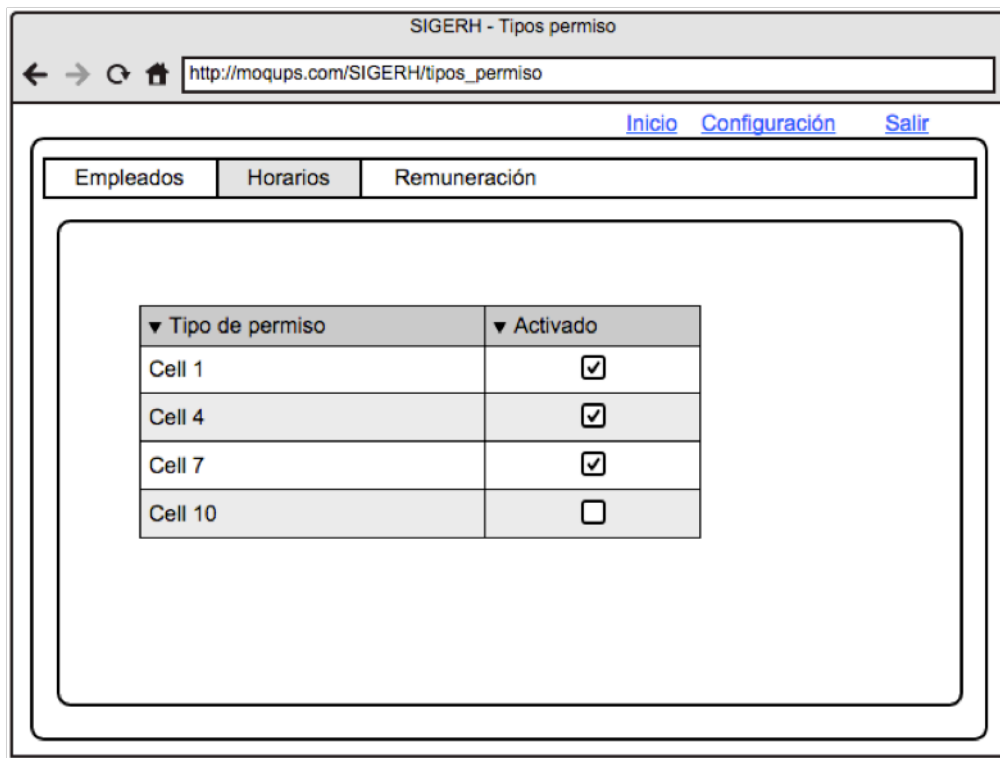 SIGERH - Tipos permiso
http://moqups.com/SIGERH/tipos_permiso
Inicio Configuración Salir
Empleados Horarios Remuneración
Tipo de permiso Activado
Cell 1
Cell 4
Cell 7
Cell 10